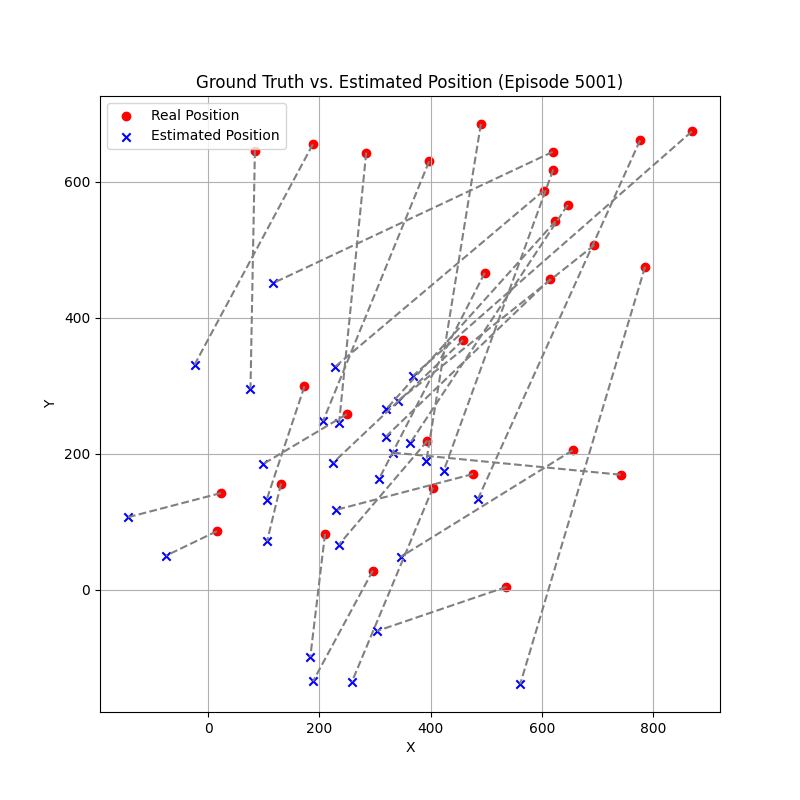 Ground Truth vs. Estimated Position (Episode 5001)
Real Position
Estimated Position
600
400
200
0
Y
0 200 400 600 800
X